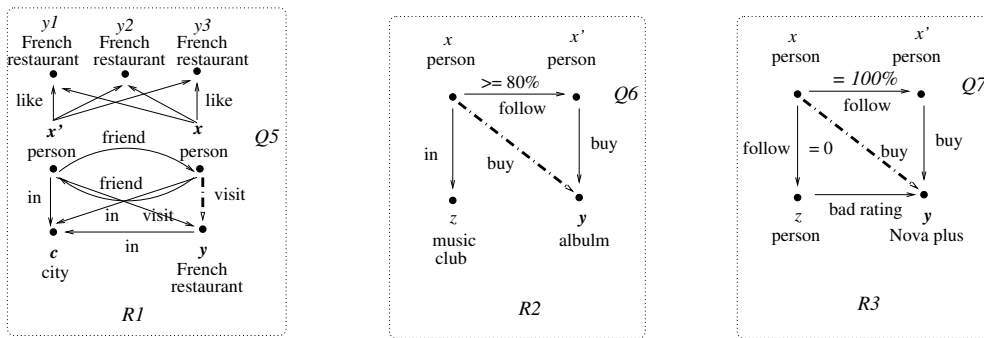 y1 y2 y3
French French French
restaurant restaurant restaurant
like like
x' x Q5
person friend person
friend
in in visit visit
in
c y
city French
restaurant
R1
x x'
person person
>= 80%
follow Q6
in buy buy
z y
music albulm
club
R2
x x'
person person
= 100%
follow Q7
follow = 0 buy buy
z bad rating y
person Nova plus
R3